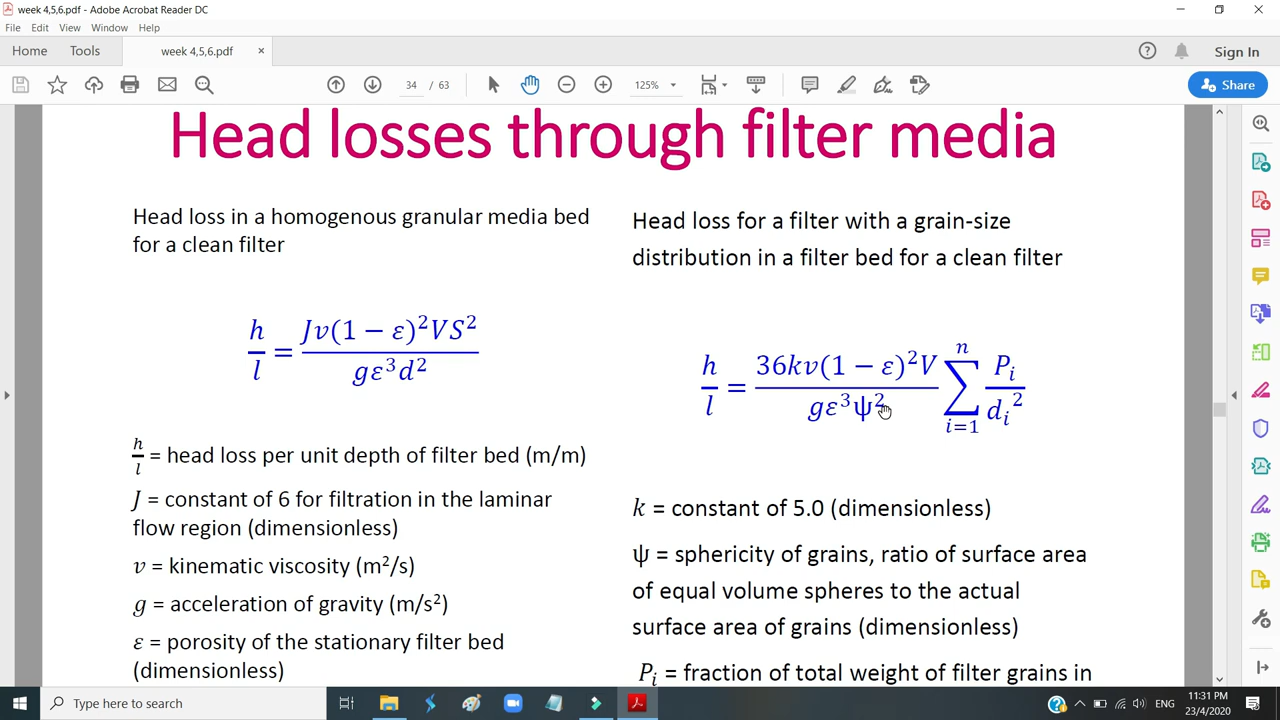 week 4,5,6.pdf - Adobe Acrobat Reader DC
File Edit View Window Help
Home Tools week 4,5,6.pdf × Sign In
34 / 63 125% Share
Head losses through filter media
Head loss in a homogenous granular media bed
for a clean filter
h/l = Jv(1 − ε)²VS² / gε³d²
h/l = head loss per unit depth of filter bed (m/m)
J = constant of 6 for filtration in the laminar
flow region (dimensionless)
v = kinematic viscosity (m²/s)
g = acceleration of gravity (m/s²)
ε = porosity of the stationary filter bed
(dimensionless)
Head loss for a filter with a grain-size
distribution in a filter bed for a clean filter
h/l = 36kv(1 − ε)²V / gε³ψ² ∑ i=1 n Pᵢ / dᵢ²
k = constant of 5.0 (dimensionless)
ψ = sphericity of grains, ratio of surface area
of equal volume spheres to the actual
surface area of grains (dimensionless)
Pᵢ = fraction of total weight of filter grains in
Type here to search
ENG
11:31 PM
23/4/2020